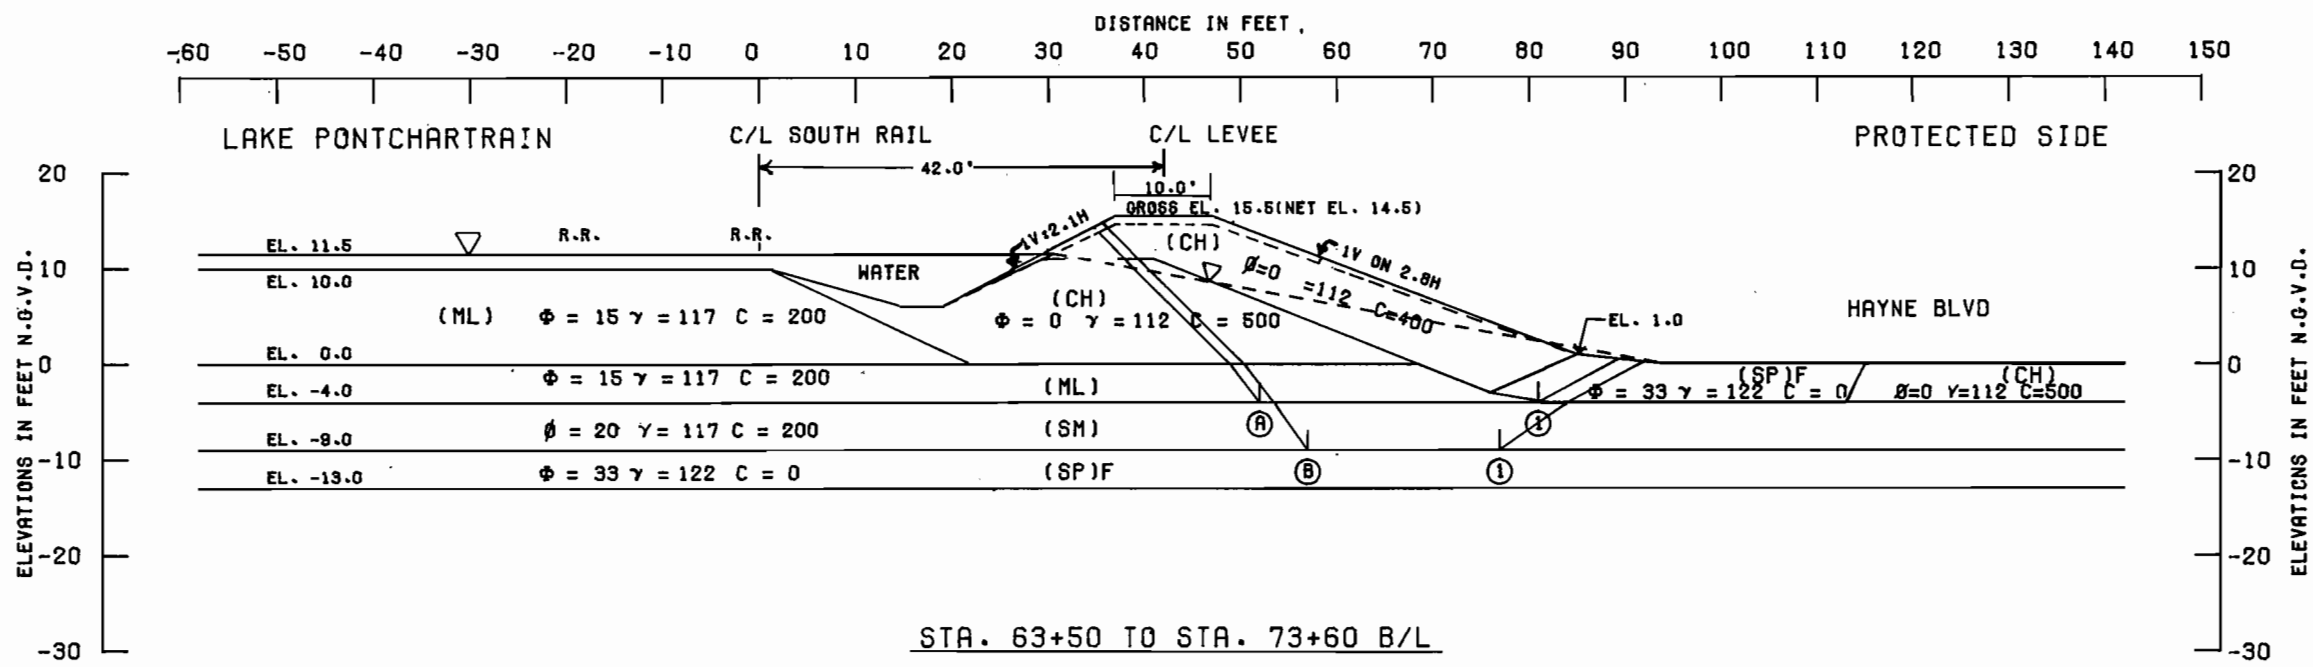 DISTANCE IN FEET.
-60 -50 -40 -30 -20 -10 0 10 20 30 40 50 60 70 80 90 100 110 120 130 140 150
LAKE PONTCHARTRAIN
C/L SOUTH RAIL
C/L LEVEE
PROTECTED SIDE
42.0'
10.0'
GROSS EL. 15.5(NET EL. 14.5)
1V:2.1H
1V ON 2.8H
EL. 11.5
R.R.
R.R.
WATER
(CH)
Ø=0
=112
C=400
EL. 10.0
(ML) Φ = 15 γ = 117 C = 200
(CH)
Φ = 0 γ = 112 C = 500
EL. 1.0
HAYNE BLVD
EL. 0.0
Φ = 15 γ = 117 C = 200
(ML)
(SP)F
Φ = 33 γ = 122 C = 0
(CH)
Ø=0 γ=112 C=500
EL. -4.0
Ø = 20 γ = 117 C = 200
(SM)
A
1
EL. -9.0
Φ = 33 γ = 122 C = 0
(SP)F
B
1
EL. -13.0
ELEVATIONS IN FEET N.G.V.D.
20
10
0
-10
-20
-30
ELEVATIONS IN FEET N.G.V.D.
20
10
0
-10
-20
-30
STA. 63+50 TO STA. 73+60 B/L